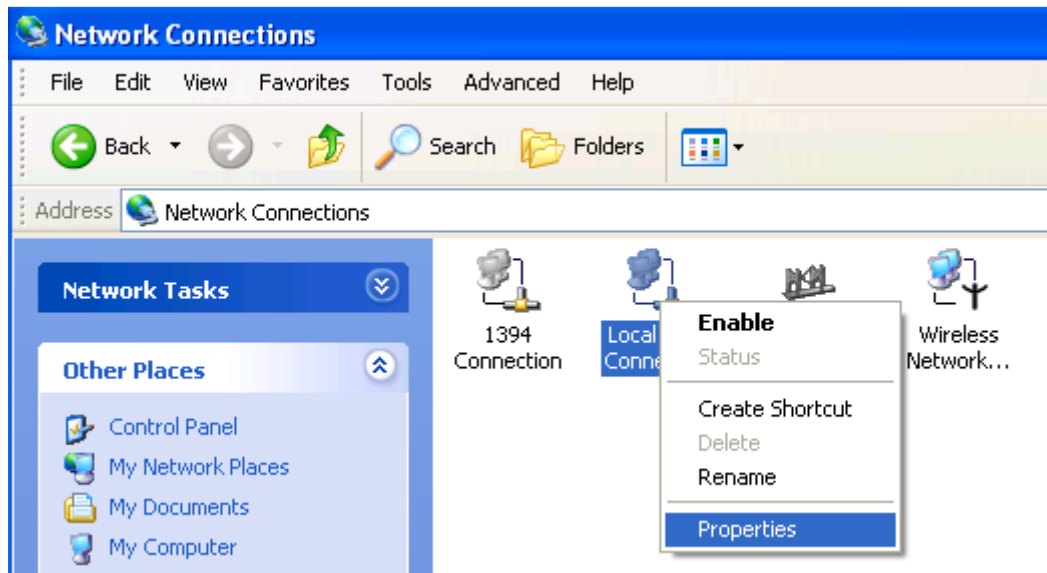 Network Connections
File Edit View Favorites Tools Advanced Help
Back Search Folders
Address Network Connections
Network Tasks
Other Places
Control Panel
My Network Places
My Documents
My Computer
1394
Connection
Local
Conne
Wireless
Network...
Enable
Status
Create Shortcut
Delete
Rename
Properties